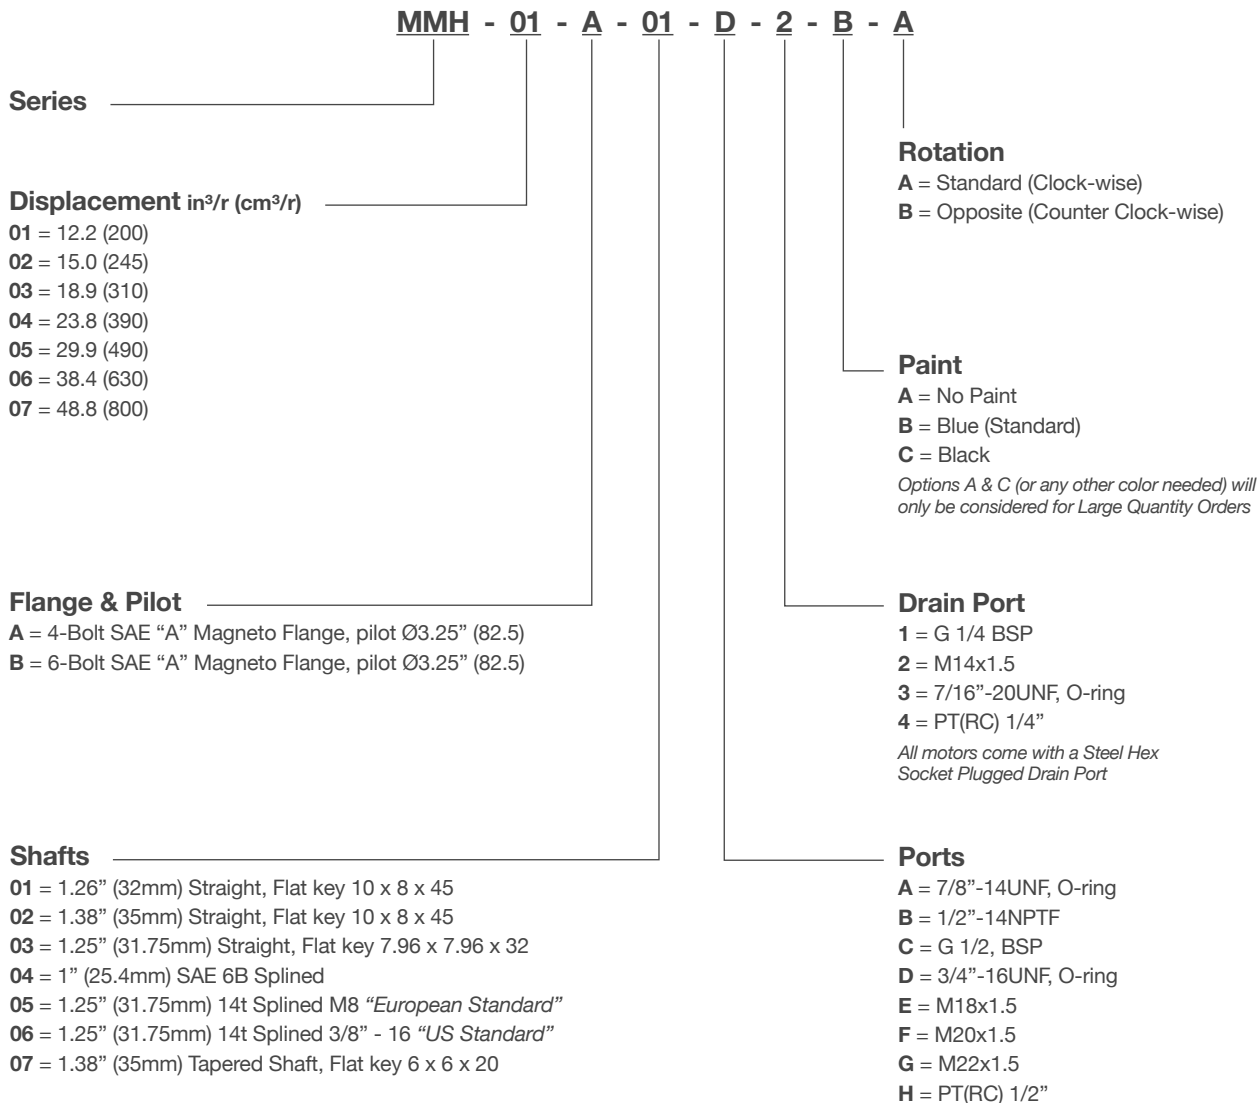 MMH - 01 - A - 01 - D - 2 - B - A
Series
Displacement in³/r (cm³/r)
01 = 12.2 (200)
02 = 15.0 (245)
03 = 18.9 (310)
04 = 23.8 (390)
05 = 29.9 (490)
06 = 38.4 (630)
07 = 48.8 (800)
Flange & Pilot
A = 4-Bolt SAE “A” Magneto Flange, pilot Ø3.25” (82.5)
B = 6-Bolt SAE “A” Magneto Flange, pilot Ø3.25” (82.5)
Shafts
01 = 1.26” (32mm) Straight, Flat key 10 x 8 x 45
02 = 1.38” (35mm) Straight, Flat key 10 x 8 x 45
03 = 1.25” (31.75mm) Straight, Flat key 7.96 x 7.96 x 32
04 = 1” (25.4mm) SAE 6B Splined
05 = 1.25” (31.75mm) 14t Splined M8 “European Standard”
06 = 1.25” (31.75mm) 14t Splined 3/8” - 16 “US Standard”
07 = 1.38” (35mm) Tapered Shaft, Flat key 6 x 6 x 20
Rotation
A = Standard (Clock-wise)
B = Opposite (Counter Clock-wise)
Paint
A = No Paint
B = Blue (Standard)
C = Black
Options A & C (or any other color needed) will
only be considered for Large Quantity Orders
Drain Port
1 = G 1/4 BSP
2 = M14x1.5
3 = 7/16”-20UNF, O-ring
4 = PT(RC) 1/4”
All motors come with a Steel Hex
Socket Plugged Drain Port
Ports
A = 7/8”-14UNF, O-ring
B = 1/2”-14NPTF
C = G 1/2, BSP
D = 3/4”-16UNF, O-ring
E = M18x1.5
F = M20x1.5
G = M22x1.5
H = PT(RC) 1/2”